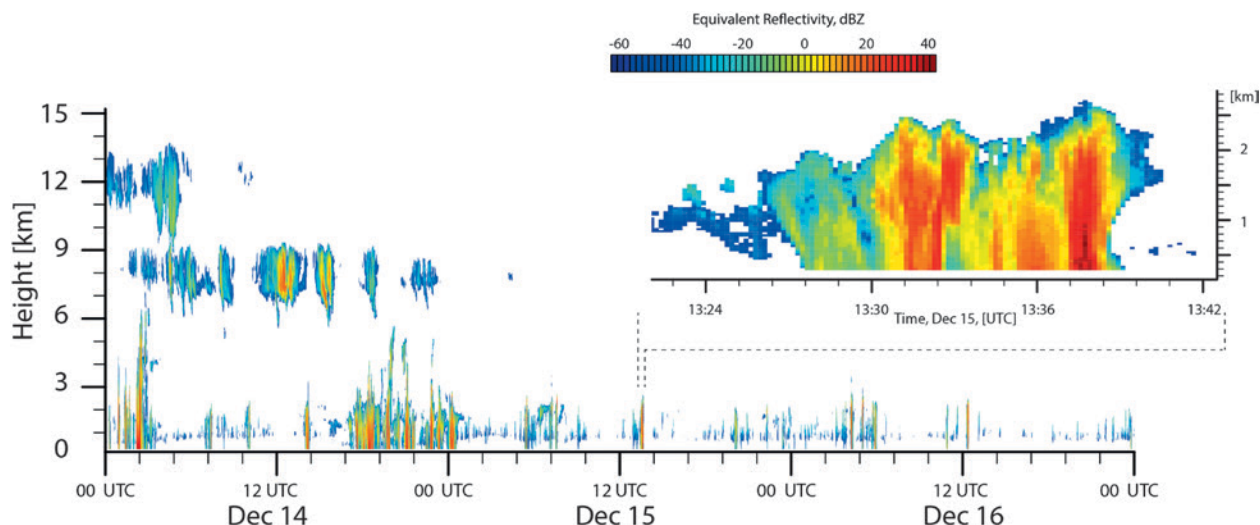 Equivalent Reflectivity, dBZ
-60 -40 -20 0 20 40
[km]
2
1
13:24 13:30 13:36 13:42
Time, Dec 15, [UTC]
Height [km]
15
12
9
6
3
0
00 UTC 12 UTC 00 UTC 12 UTC 00 UTC 12 UTC 00 UTC
Dec 14 Dec 15 Dec 16